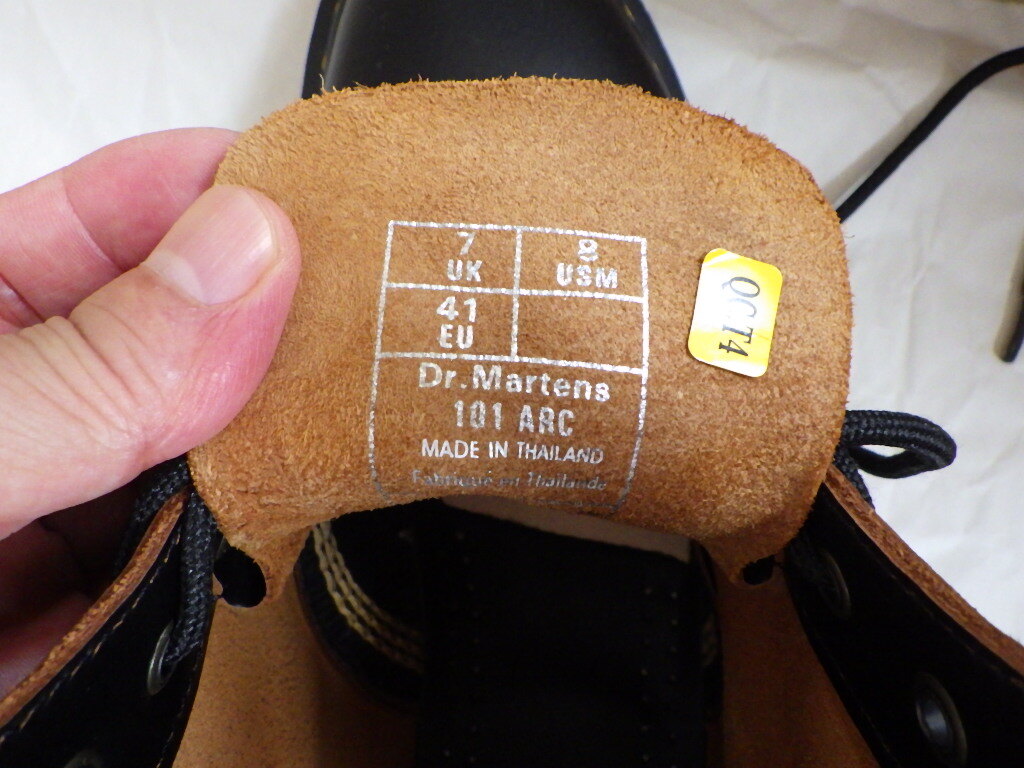 7
UK
8
USM
41
EU
Dr.Martens
101 ARC
MADE IN THAILAND
Fabriqué en Thaïlande
QCT4